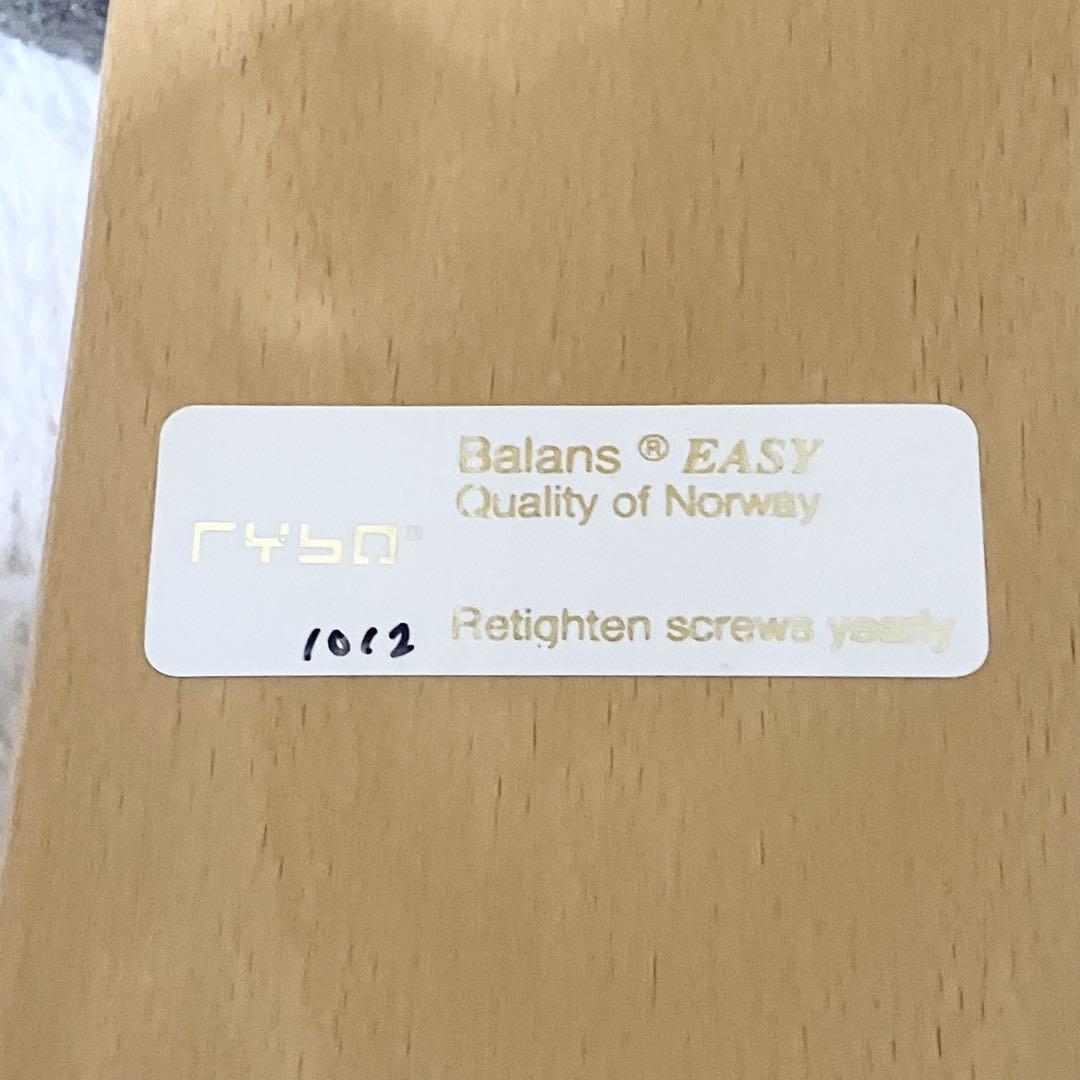 Balans ® EASY
Quality of Norway
rybo®
1012
Retighten screws yearly